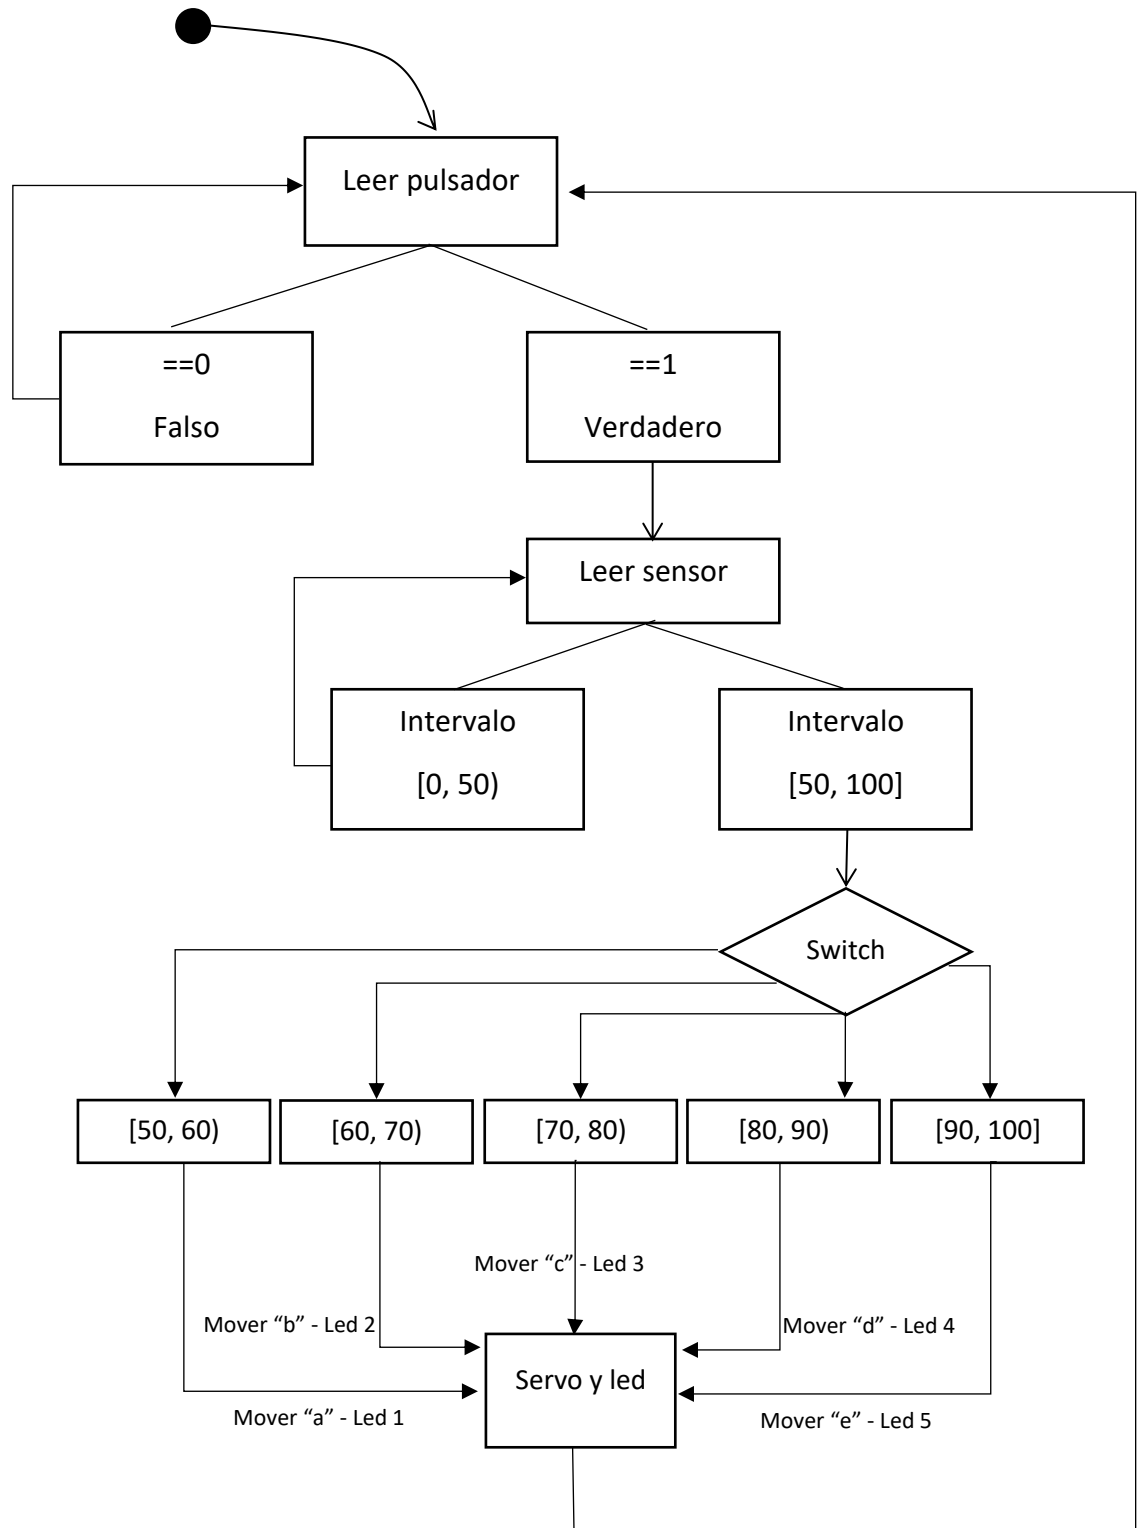 Leer pulsador
==0
Falso
==1
Verdadero
Leer sensor
Intervalo
[0, 50)
Intervalo
[50, 100]
Switch
[50, 60)
[60, 70)
[70, 80)
[80, 90)
[90, 100]
Mover “c” - Led 3
Mover “b” - Led 2
Mover “d” - Led 4
Servo y led
Mover “a” - Led 1
Mover “e” - Led 5